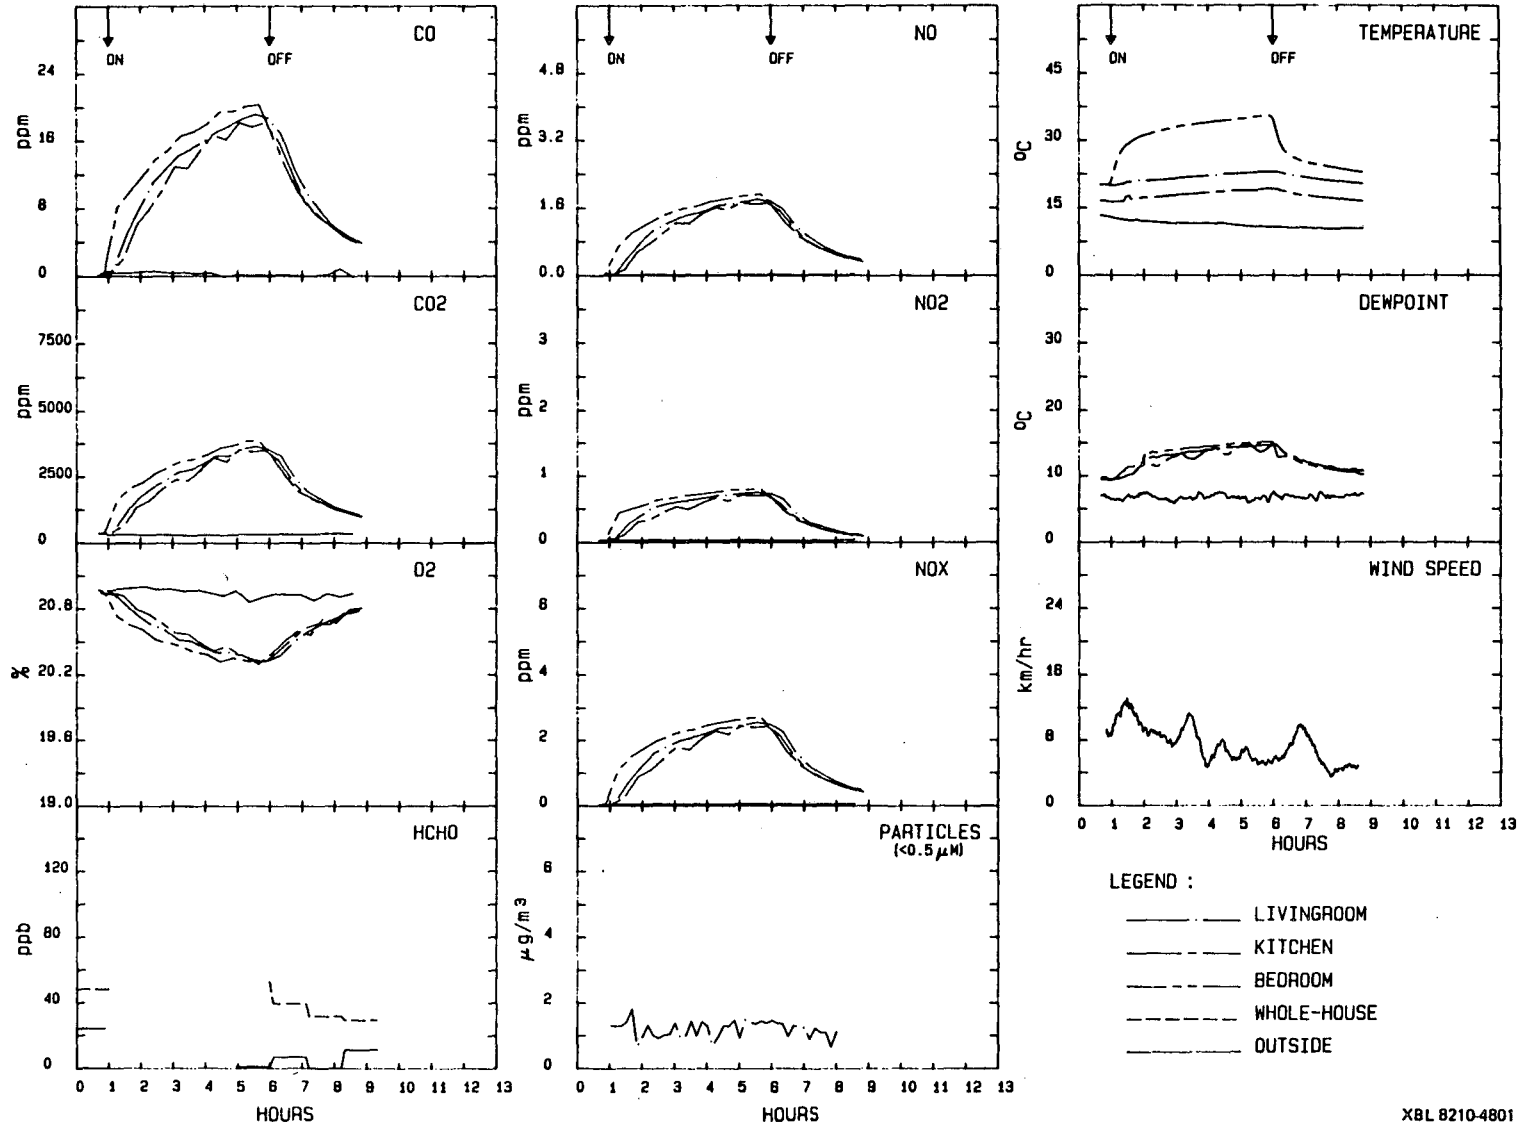 CO
ON
OFF
24
16
8
0
ppm
CO2
7500
5000
2500
0
ppm
O2
20.8
20.2
19.6
19.0
%
HCHO
120
80
40
0
ppb
0 1 2 3 4 5 6 7 8 9 10 11 12 13
HOURS
NO
ON
OFF
4.8
3.2
1.6
0.0
ppm
NO2
3
2
1
0
ppm
NOX
6
4
2
0
ppm
PARTICLES
(<0.5 μM)
6
4
2
0
μg/m³
0 1 2 3 4 5 6 7 8 9 10 11 12 13
HOURS
TEMPERATURE
ON
OFF
45
30
15
0
ºC
DEWPOINT
30
20
10
0
ºC
WIND SPEED
24
16
8
0
km/hr
0 1 2 3 4 5 6 7 8 9 10 11 12 13
HOURS
LEGEND :
LIVINGROOM
KITCHEN
BEDROOM
WHOLE-HOUSE
OUTSIDE
XBL 8210-4801